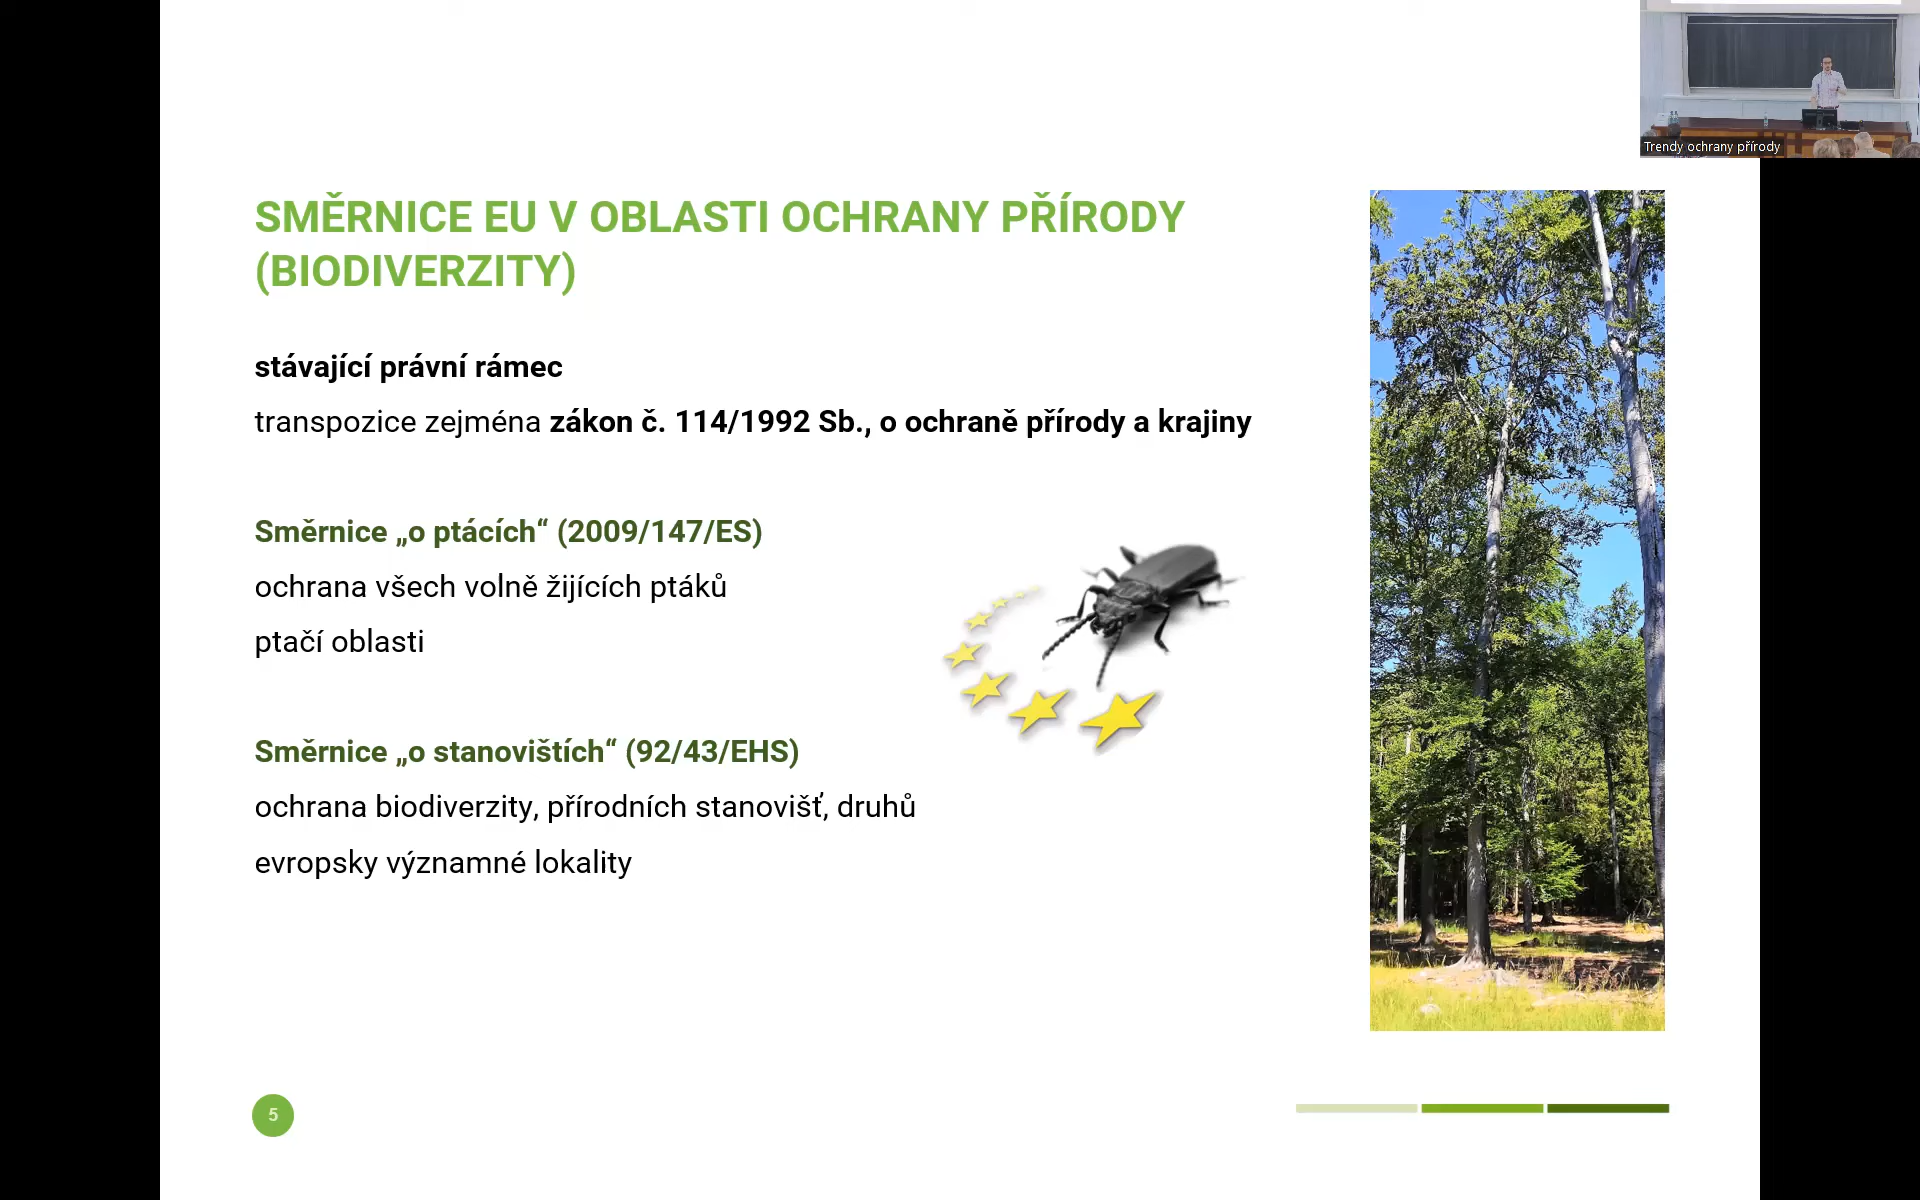 Trendy ochrany přírody
SMĚRNICE EU V OBLASTI OCHRANY PŘÍRODY
(BIODIVERZITY)
stávající právní rámec
transpozice zejména zákon č. 114/1992 Sb., o ochraně přírody a krajiny
Směrnice „o ptácích“ (2009/147/ES)
ochrana všech volně žijících ptáků
ptačí oblasti
Směrnice „o stanovištích“ (92/43/EHS)
ochrana biodiverzity, přírodních stanovišť, druhů
evropsky významné lokality
5